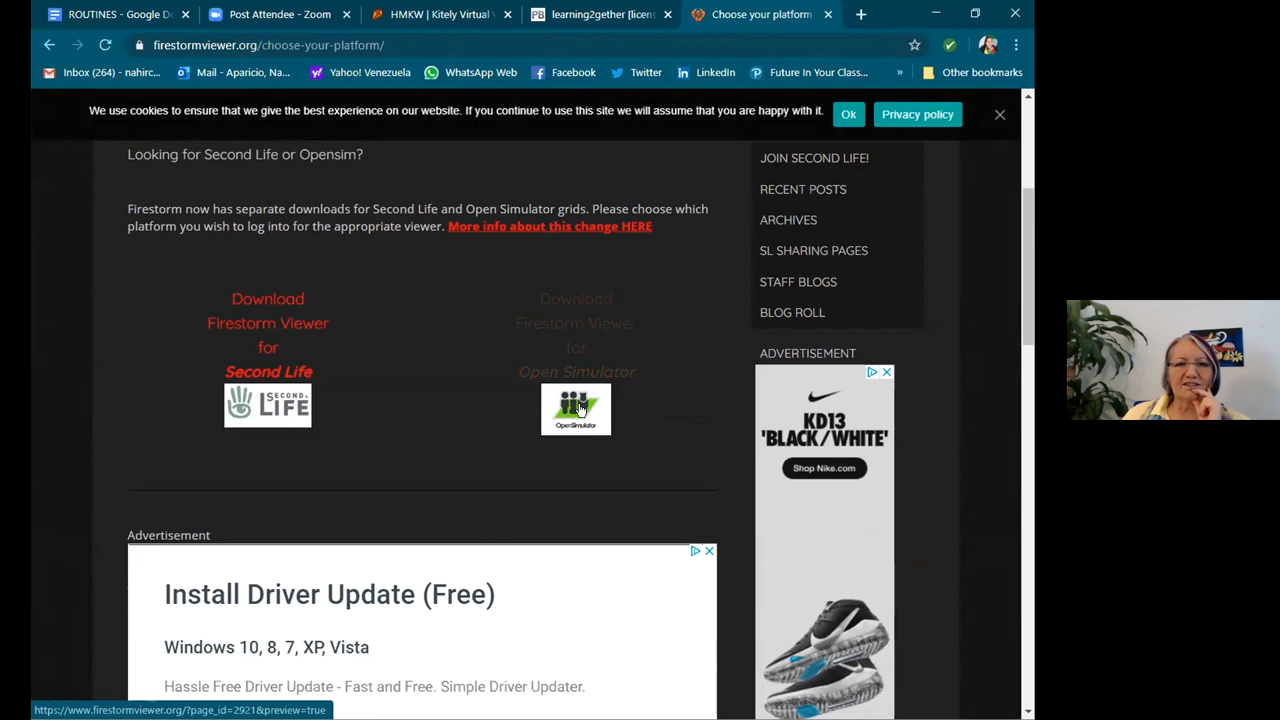 ROUTINES - Google D
Post Attendee - Zoom
HMKW | Kitely Virtual
learning2gether [licens
Choose your platform
firestormviewer.org/choose-your-platform/
Inbox (264) - nahirc...
Mail - Aparicio, Na...
Yahoo! Venezuela
WhatsApp Web
Facebook
Twitter
LinkedIn
Future In Your Class...
»
Other bookmarks
We use cookies to ensure that we give the best experience on our website. If you continue to use this site we will assume that you are happy with it.
Ok
Privacy policy
Looking for Second Life or Opensim?
Firestorm now has separate downloads for Second Life and Open Simulator grids. Please choose which
platform you wish to log into for the appropriate viewer. More info about this change HERE
Download
Firestorm Viewer
for
Second Life
SECOND LIFE
Download
Firestorm Viewer
for
Open Simulator
OpenSimulator
JOIN SECOND LIFE!
RECENT POSTS
ARCHIVES
SL SHARING PAGES
STAFF BLOGS
BLOG ROLL
ADVERTISEMENT
KD13
'BLACK/WHITE'
Shop Nike.com
Advertisement
Install Driver Update (Free)
Windows 10, 8, 7, XP, Vista
Hassle Free Driver Update - Fast and Free. Simple Driver Updater.
https://www.firestormviewer.org/?page_id=2921&preview=true